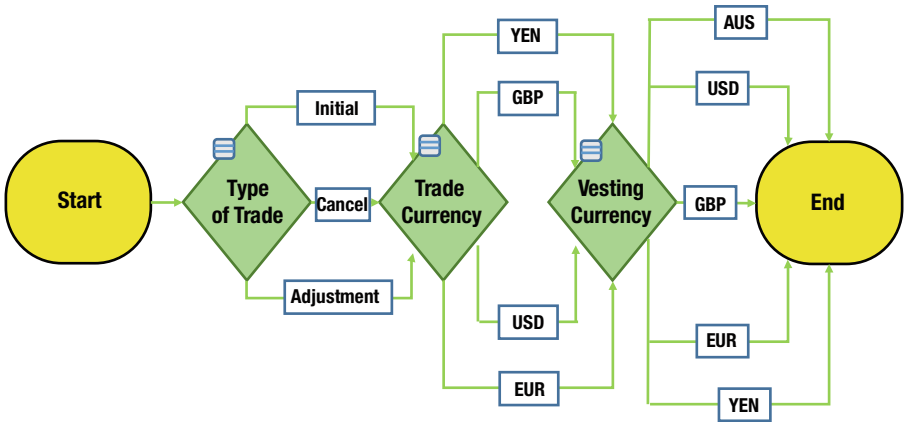 Start
Type
of Trade
Initial
Cancel
Adjustment
Trade
Currency
YEN
GBP
USD
EUR
Vesting
Currency
AUS
USD
GBP
EUR
YEN
End